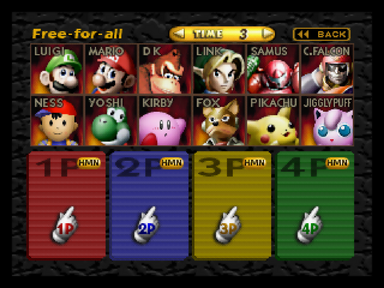 Free-for-all TIME 3 BACK
LUIGI MARIO DK LINK SAMUS C.FALCON
NESS YOSHI KIRBY FOX PIKACHU JIGGLYPUFF
1P HMN 2P HMN 3P HMN 4P HMN
1P 2P 3P 4P